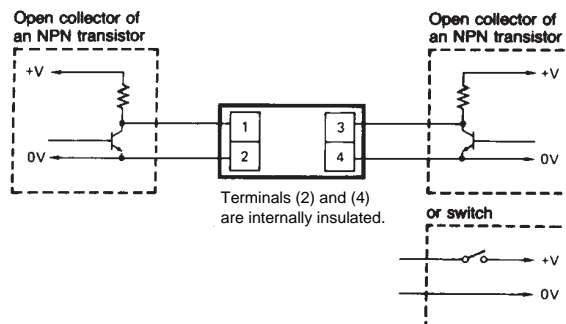 Open collector of
an NPN transistor
+V
0V
1
2
3
4
Terminals (2) and (4)
are internally insulated.
Open collector of
an NPN transistor
+V
0V
or switch
+V
0V